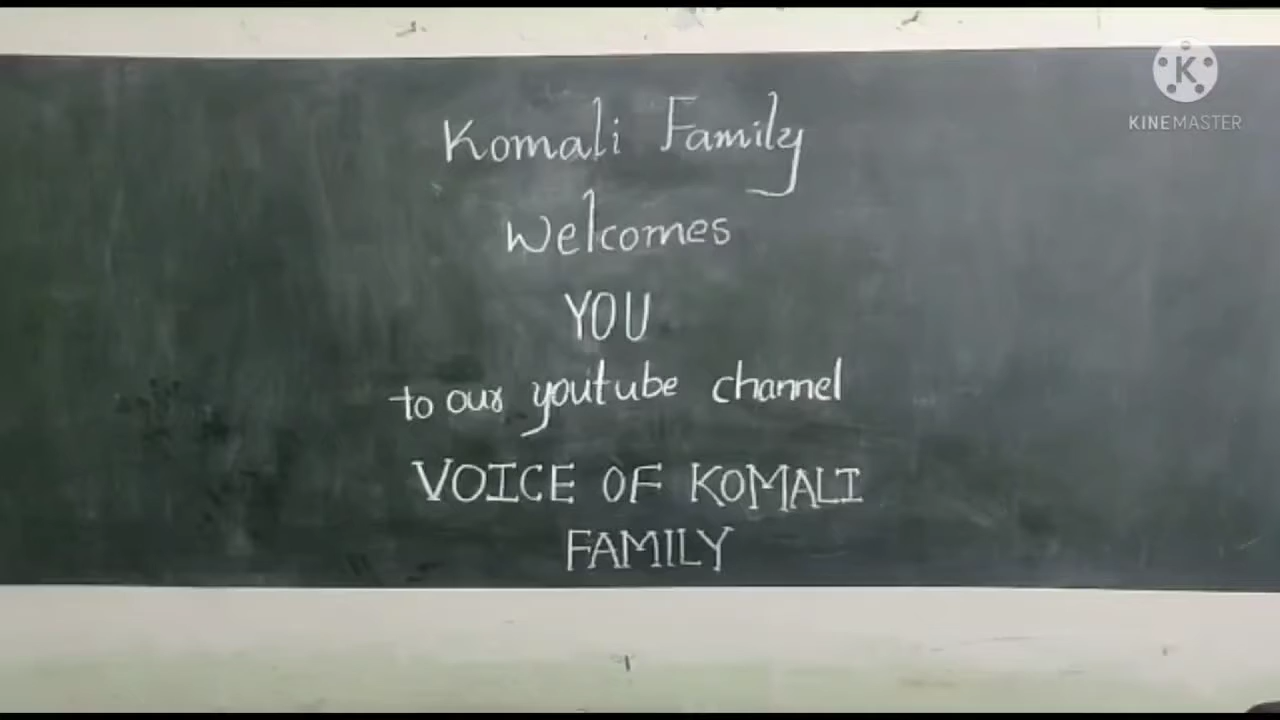 K
KINEMASTER
Komali Family
Welcomes
YOU
to our youtube channel
VOICE OF KOMALI
FAMILY